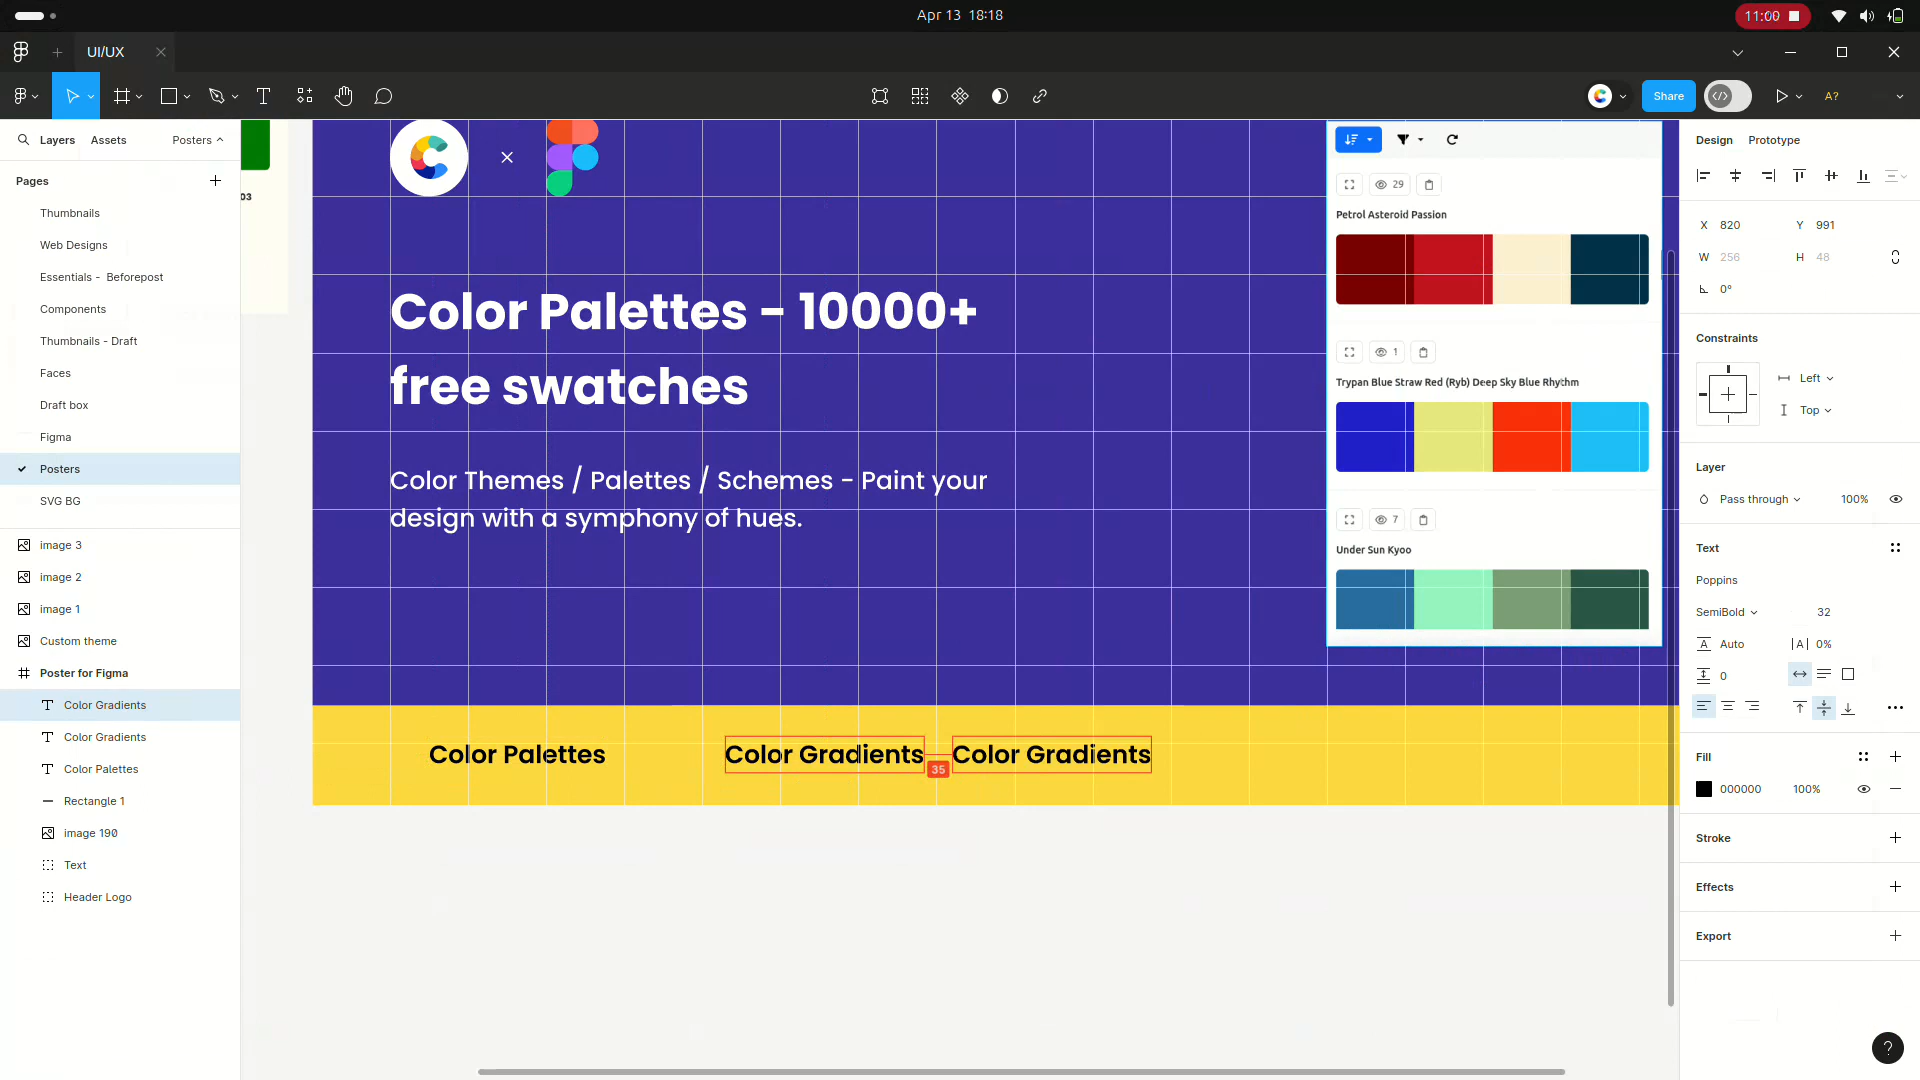 Apr 13 18:18
11:00
UI/UX
Share
A?
Layers
Assets
Posters
Pages
Thumbnails
Web Designs
Essentials - Beforepost
Components
Thumbnails - Draft
Faces
Draft box
Figma
Posters
SVG BG
image 3
image 2
image 1
Custom theme
Poster for Figma
Color Gradients
Color Gradients
Color Palettes
Rectangle 1
image 190
Text
Header Logo
03
Color Palettes - 10000+
free swatches
Color Themes / Palettes / Schemes - Paint your
design with a symphony of hues.
29
Petrol Asteroid Passion
1
Trypan Blue Straw Red (Ryb) Deep Sky Blue Rhythm
7
Under Sun Kyoo
Color Palettes
Color Gradients
35
Color Gradients
Design
Prototype
X 820
Y 991
W 256
H 48
0°
Constraints
Left
Top
Layer
Pass through
100%
Text
Poppins
SemiBold
32
Auto
0%
0
Fill
000000
100%
Stroke
Effects
Export
?